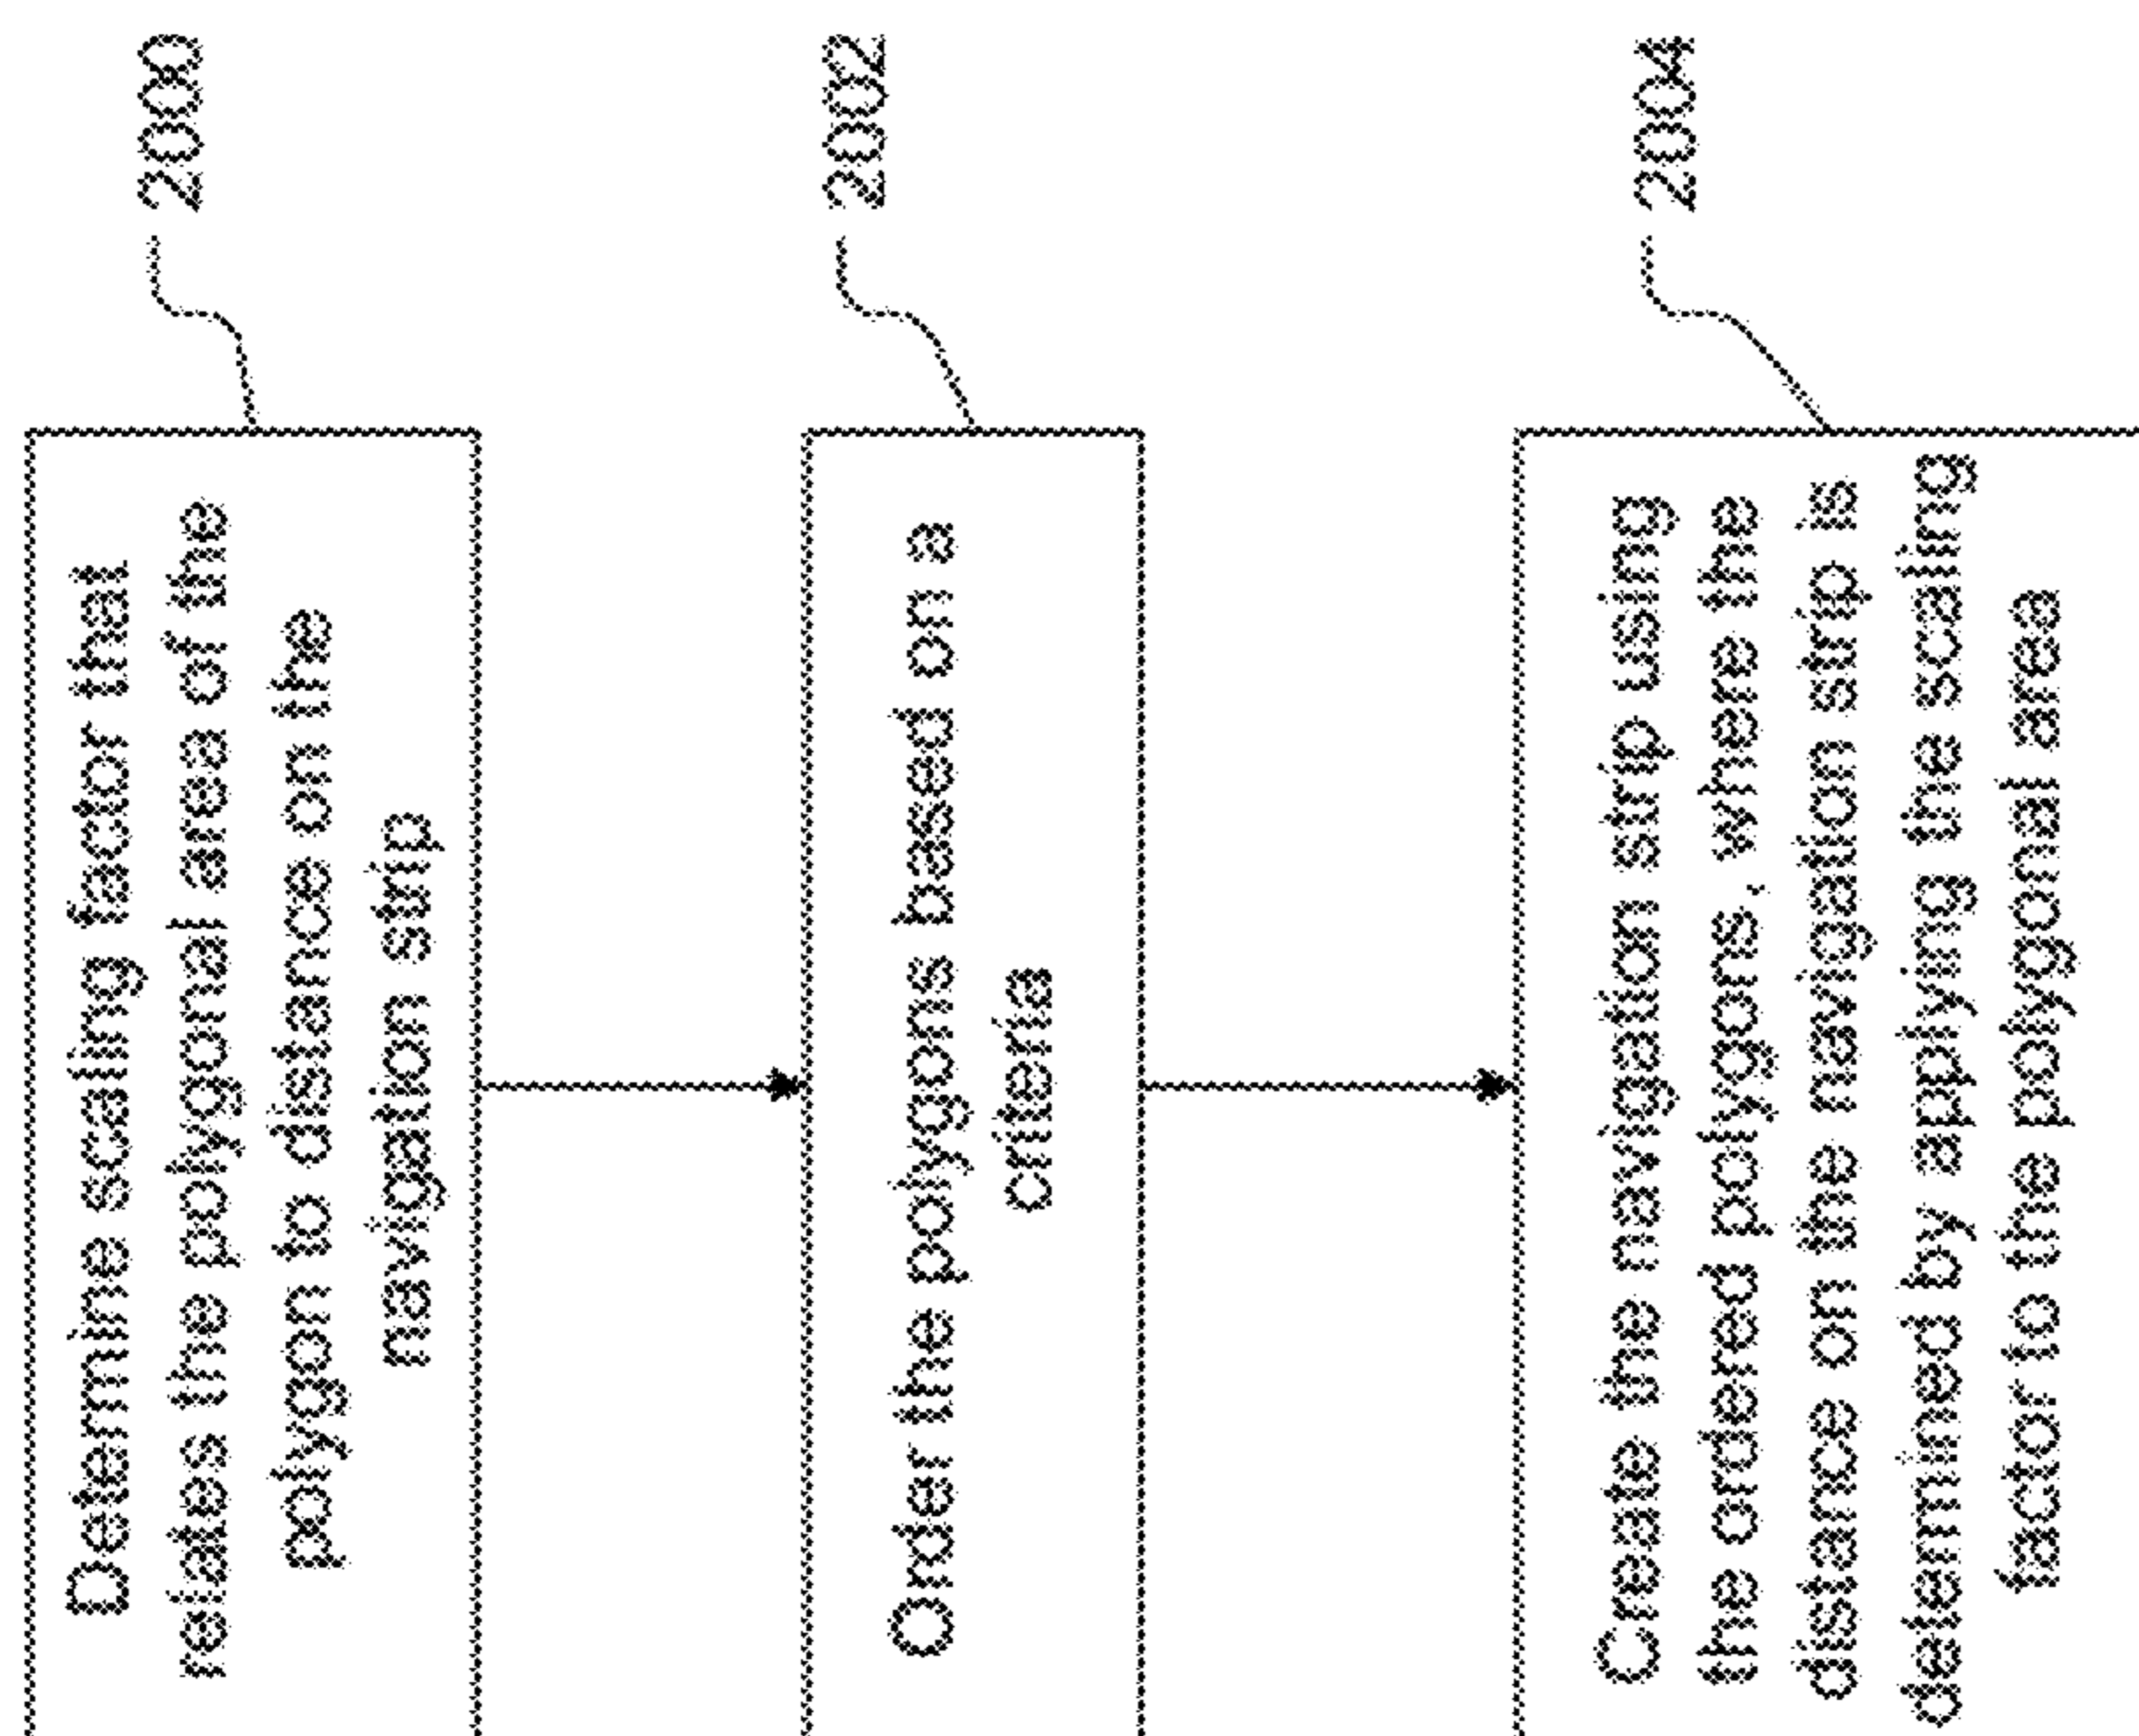 Determine scaling factor that
relates the polygonal area of the
polygon to distance on the
navigation strip
2000
Order the polygons based on a
criteria
2002
Create the navigation strip using
the ordered polygons, where the
distance on the navigation strip is
determined by applying the scaling
factor to the polygonal area
2004